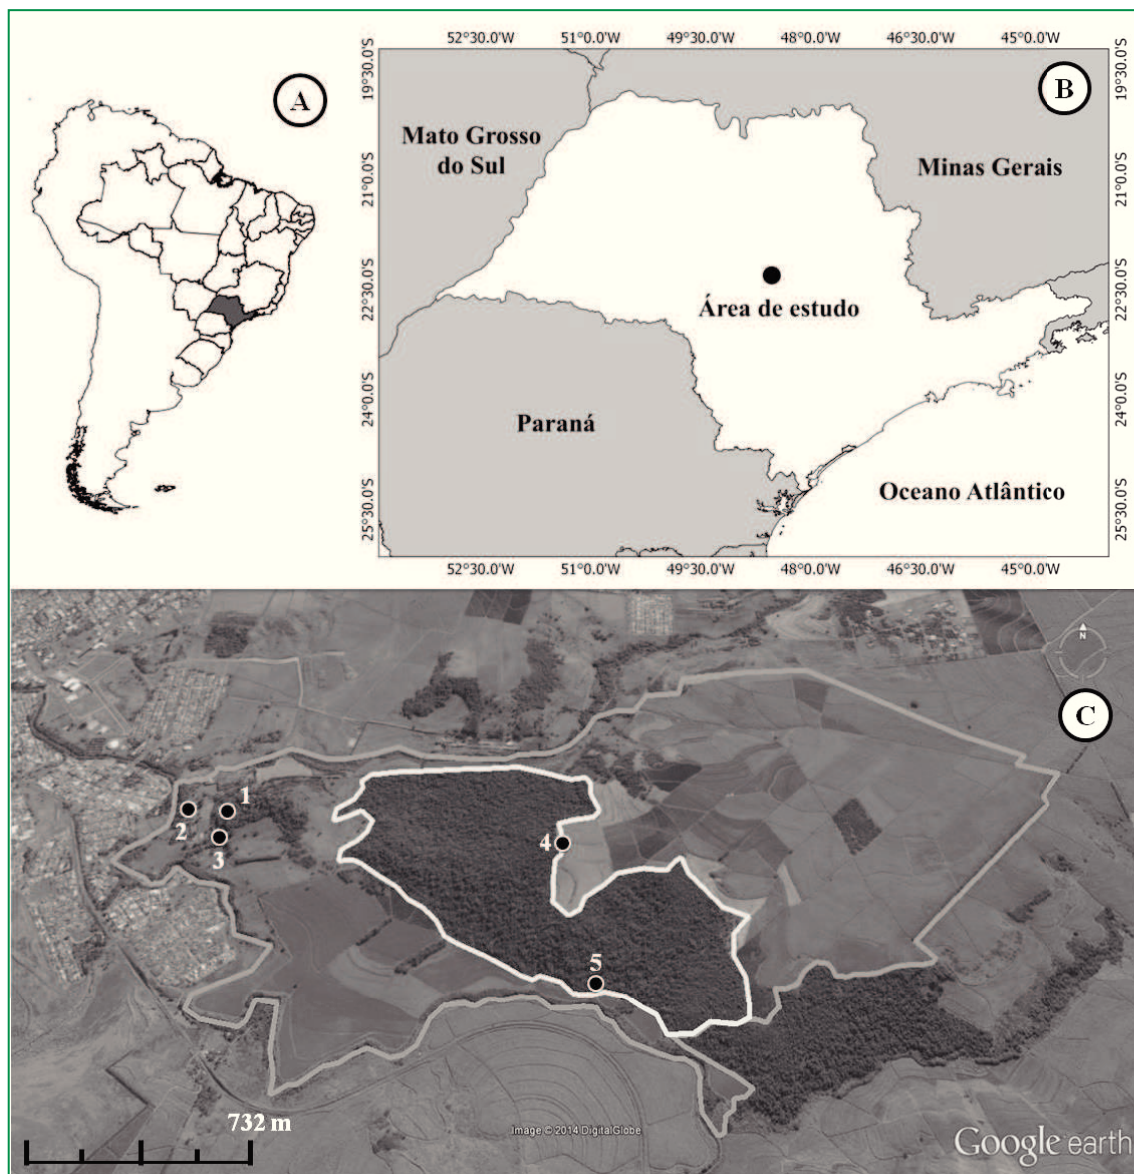 A
52°30.0'W 51°0.0'W 49°30.0'W 48°0.0'W 46°30.0'W 45°0.0'W
19°30.0'S
21°0.0'S
22°30.0'S
24°0.0'S
25°30.0'S
B
Mato Grosso
do Sul
Minas Gerais
Área de estudo
Paraná
Oceano Atlântico
19°30.0'S
21°0.0'S
22°30.0'S
24°0.0'S
25°30.0'S
52°30.0'W 51°0.0'W 49°30.0'W 48°0.0'W 46°30.0'W 45°0.0'W
N
C
1
2
3
4
5
732 m
Image © 2014 DigitalGlobe
Google earth